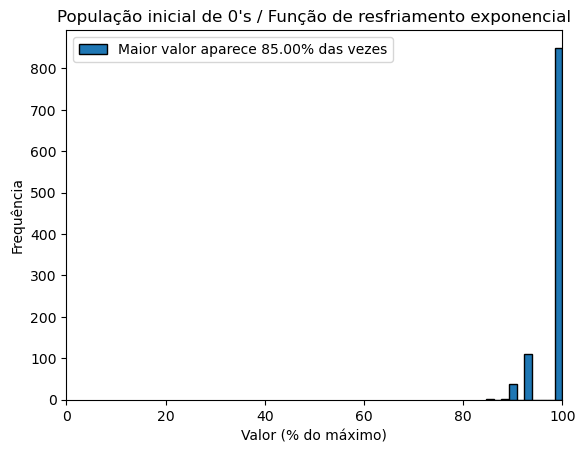 População inicial de 0's / Função de resfriamento exponencial
Maior valor aparece 85.00% das vezes
Frequência
800
700
600
500
400
300
200
100
0
0 20 40 60 80 100
Valor (% do máximo)